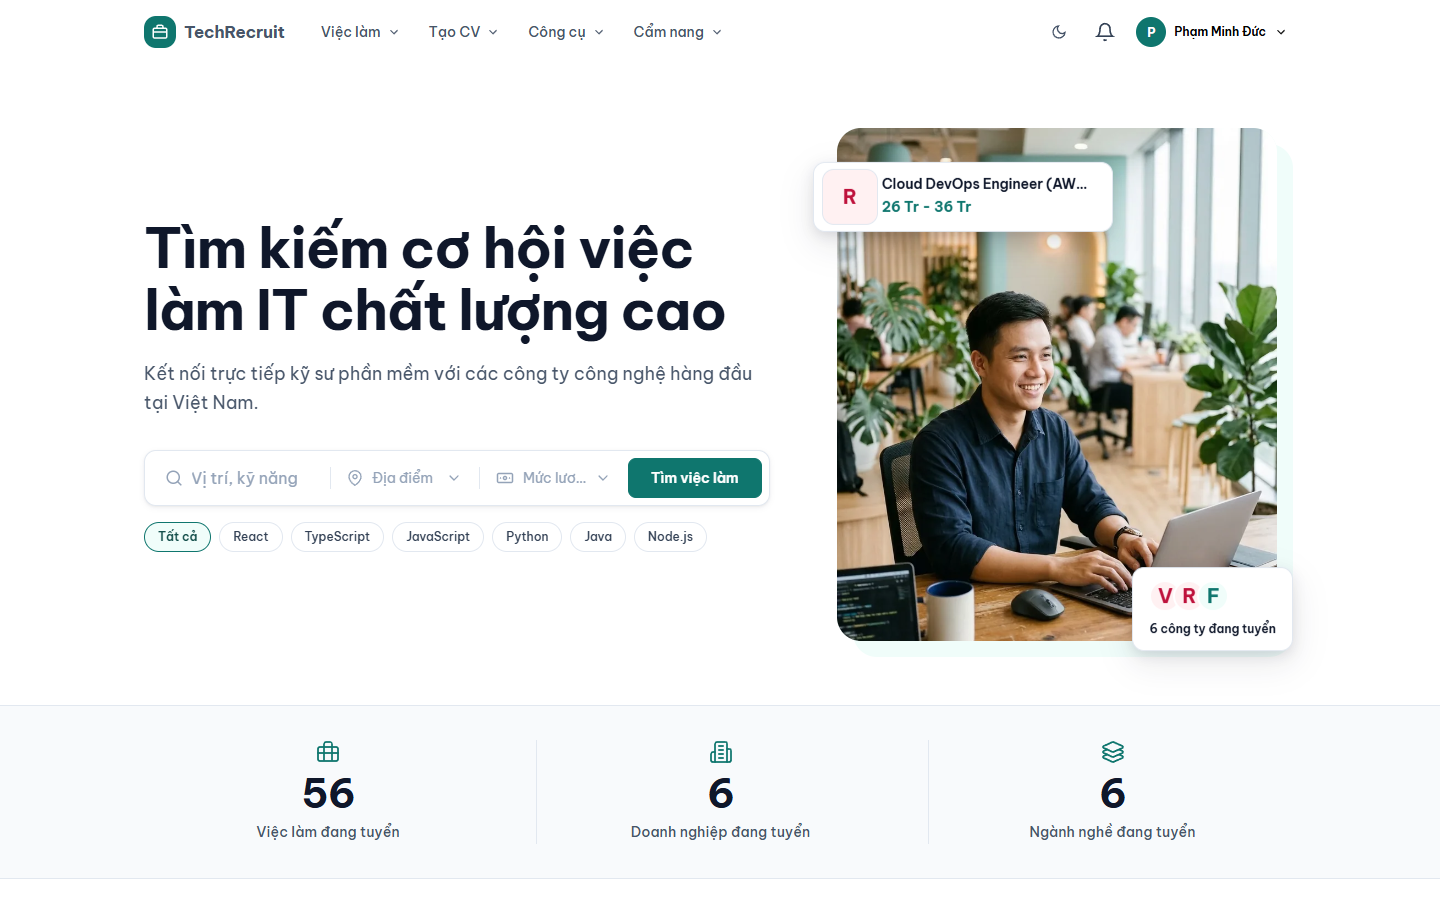 TechRecruit
Việc làm
Tạo CV
Công cụ
Cẩm nang
P
Phạm Minh Đức
Tìm kiếm cơ hội việc
làm IT chất lượng cao
Kết nối trực tiếp kỹ sư phần mềm với các công ty công nghệ hàng đầu
tại Việt Nam.
Vị trí, kỹ năng
Địa điểm
Mức lươ...
Tìm việc làm
Tất cả
React
TypeScript
JavaScript
Python
Java
Node.js
R
Cloud DevOps Engineer (AW...
26 Tr - 36 Tr
V R F
6 công ty đang tuyển
56
Việc làm đang tuyển
6
Doanh nghiệp đang tuyển
6
Ngành nghề đang tuyển